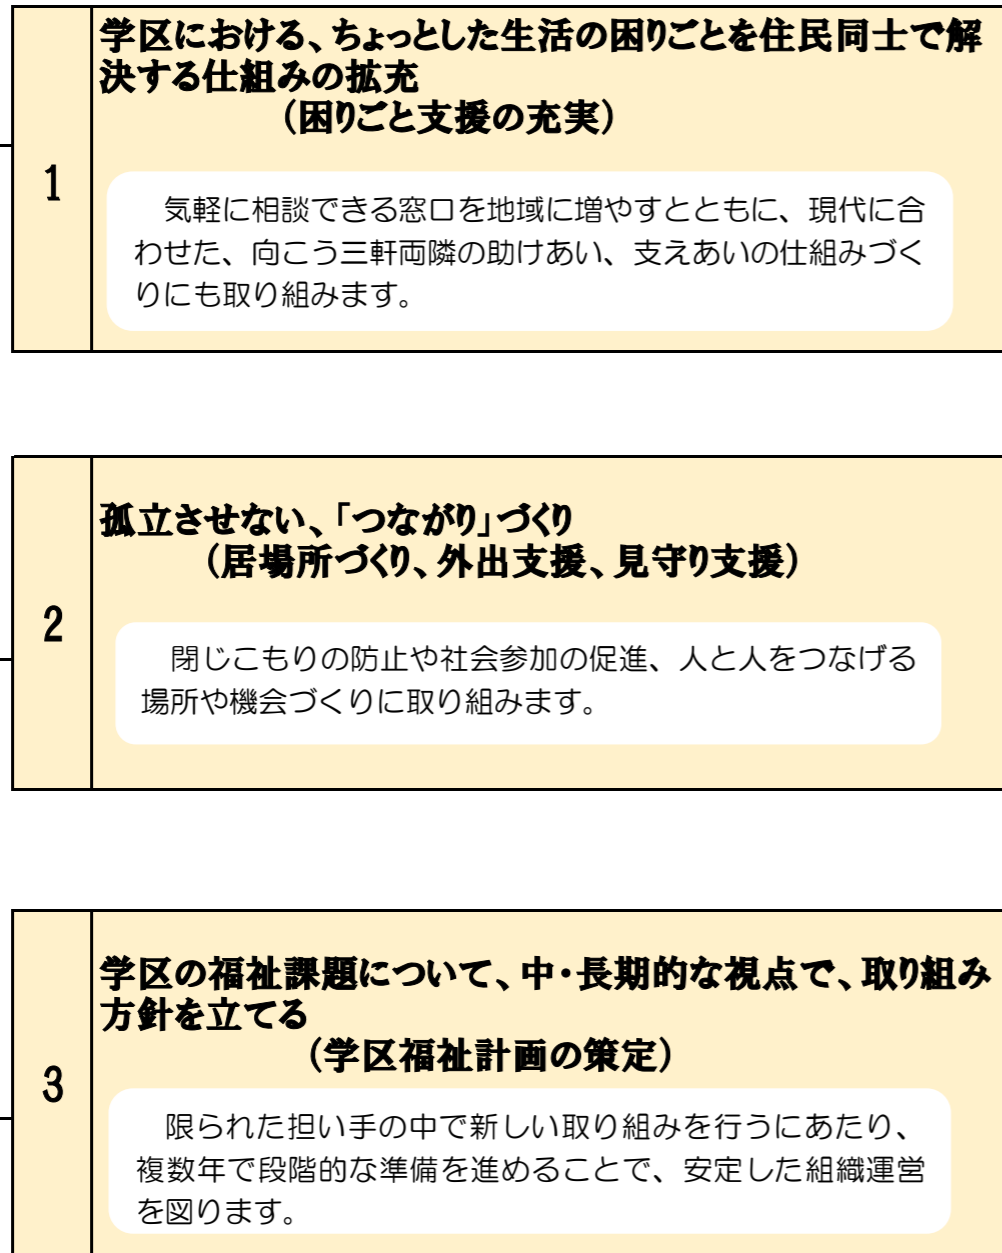 1
学区における、ちょっとした生活の困りごとを住民同士で解
決する仕組みの拡充
（困りごと支援の充実）
気軽に相談できる窓口を地域に増やすとともに、現代に合
わせた、向こう三軒両隣の助けあい、支えあいの仕組みづく
りにも取り組みます。
2
孤立させない、「つながり」づくり
（居場所づくり、外出支援、見守り支援）
閉じこもりの防止や社会参加の促進、人と人をつなげる
場所や機会づくりに取り組みます。
3
学区の福祉課題について、中・長期的な視点で、取り組み
方針を立てる
（学区福祉計画の策定）
限られた担い手の中で新しい取り組みを行うにあたり、
複数年で段階的な準備を進めることで、安定した組織運営
を図ります。